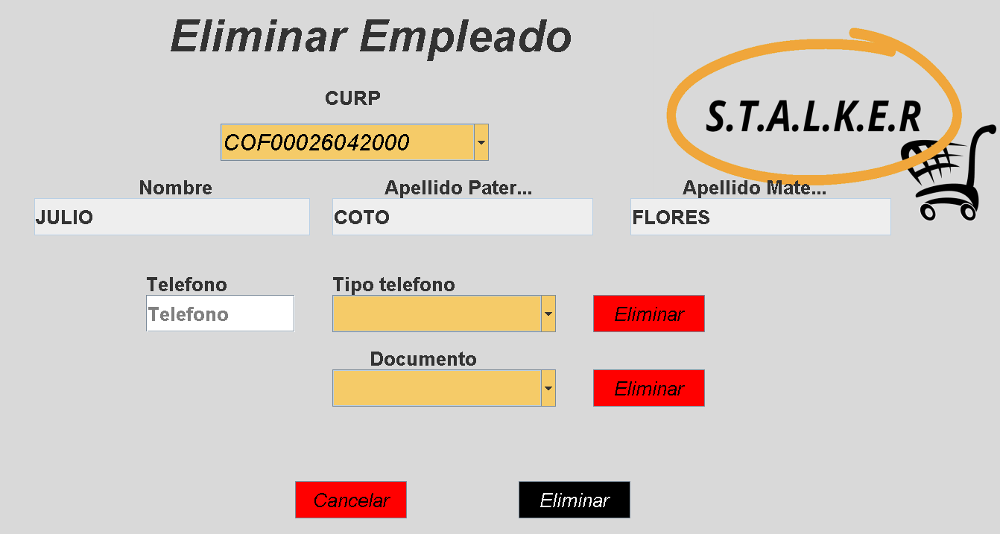 Eliminar Empleado
CURP
S.T.A.L.K.E.R
COF00026042000
Nombre
Apellido Pater...
Apellido Mate...
JULIO
COTO
FLORES
Telefono
Tipo telefono
Telefono
Eliminar
Documento
Eliminar
Cancelar
Eliminar